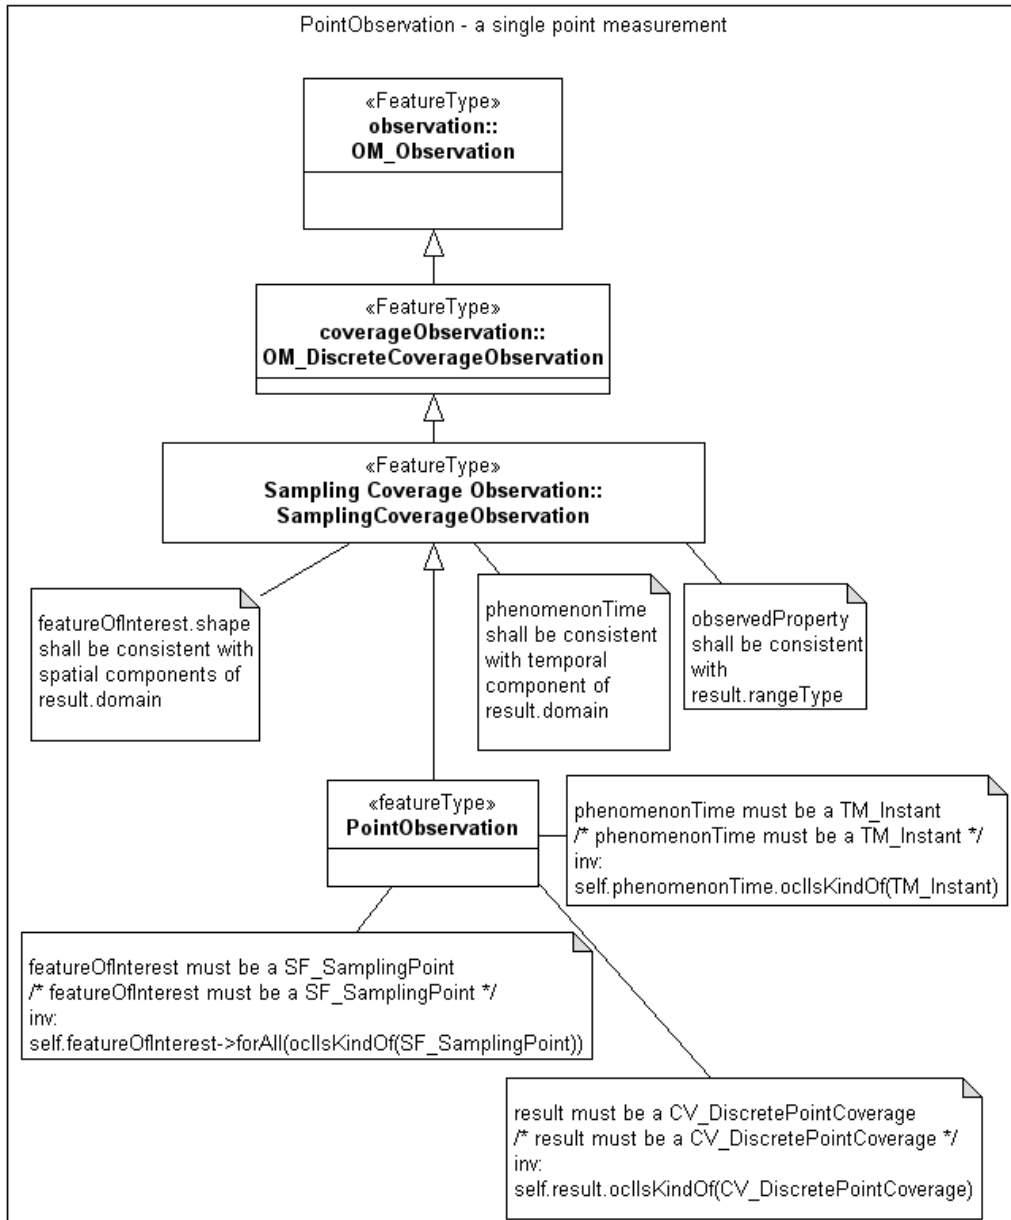 PointObservation - a single point measurement
«FeatureType»
observation::
OM_Observation
«FeatureType»
coverageObservation::
OM_DiscreteCoverageObservation
«FeatureType»
Sampling Coverage Observation::
SamplingCoverageObservation
featureOfInterest.shape
shall be consistent with
spatial components of
result.domain
phenomenonTime
shall be consistent
with temporal
component of
result.domain
observedProperty
shall be consistent
with
result.rangeType
«featureType»
PointObservation
phenomenonTime must be a TM_Instant
/* phenomenonTime must be a TM_Instant */
inv:
self.phenomenonTime.oclIsKindOf(TM_Instant)
featureOfInterest must be a SF_SamplingPoint
/* featureOfInterest must be a SF_SamplingPoint */
inv:
self.featureOfInterest->forAll(oclIsKindOf(SF_SamplingPoint))
result must be a CV_DiscretePointCoverage
/* result must be a CV_DiscretePointCoverage */
inv:
self.result.oclIsKindOf(CV_DiscretePointCoverage)